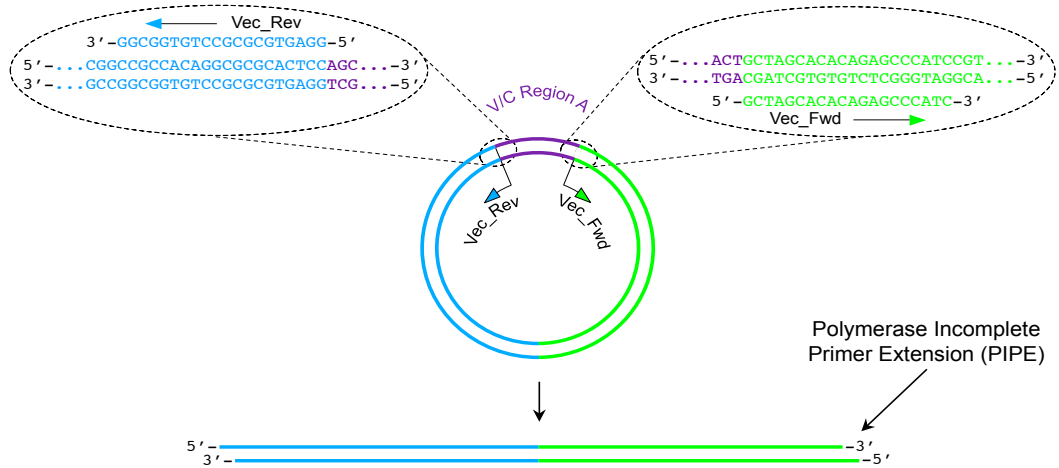 Vec_Rev
3’-GGCGGTGTCCGCGCGTGAGG-5’
5’-...CGGCCGCCACAGGCGCGCACTCCAGC...-3’
3’-...GCCGGCGGTGTCCGCGCGTGAGGTCG...-5’
5’-...ACTGCTAGCACACAGAGCCCATCCGT...-3’
3’-...TGACGATCGTGTGTCTCGGGTAGGCA...-5’
5’-GCTAGCACACAGAGCCCATC-3’
Vec_Fwd
V/C Region A
Vec_Rev
Vec_Fwd
Polymerase Incomplete
Primer Extension (PIPE)
5’- -3’
3’- -5’